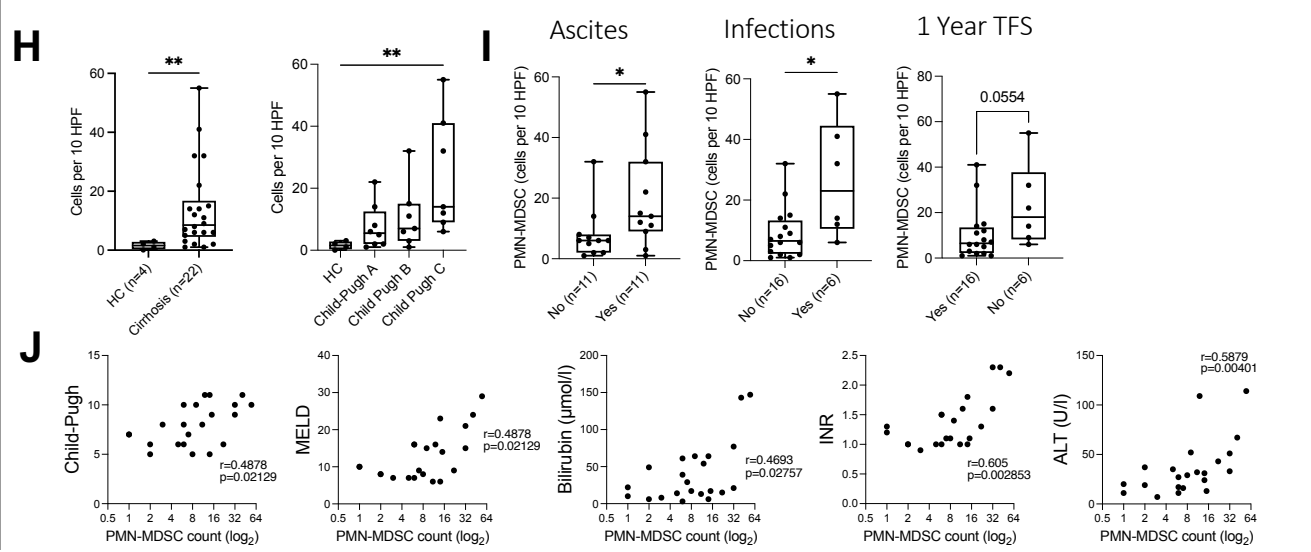 H
**
60
40
20
0
Cells per 10 HPF
HC (n=4)
Cirrhosis (n=22)
**
60
40
20
0
Cells per 10 HPF
HC
Child-Pugh A
Child Pugh B
Child Pugh C
I
Ascites
*
60
40
20
0
PMN-MDSC (cells per 10 HPF)
No (n=11)
Yes (n=11)
Infections
*
60
40
20
0
PMN-MDSC (cells per 10 HPF)
No (n=16)
Yes (n=6)
1 Year TFS
0.0554
80
60
40
20
0
PMN-MDSC (cells per 10 HPF)
Yes (n=16)
No (n=6)
J
15
10
5
0
Child-Pugh
r=0.4878
p=0.02129
0.5 1 2 4 8 16 32 64
PMN-MDSC count (log2)
40
30
20
10
0
MELD
r=0.4878
p=0.02129
0.5 1 2 4 8 16 32 64
PMN-MDSC count (log2)
200
150
100
50
0
Bilirubin (μmol/l)
r=0.4693
p=0.02757
0.5 1 2 4 8 16 32 64
PMN-MDSC count (log2)
2.5
2.0
1.5
1.0
0.5
0.0
INR
r=0.605
p=0.002853
0.5 1 2 4 8 16 32 64
PMN-MDSC count (log2)
150
100
50
0
ALT (U/l)
r=0.5879
p=0.00401
0.5 1 2 4 8 16 32 64
PMN-MDSC count (log2)